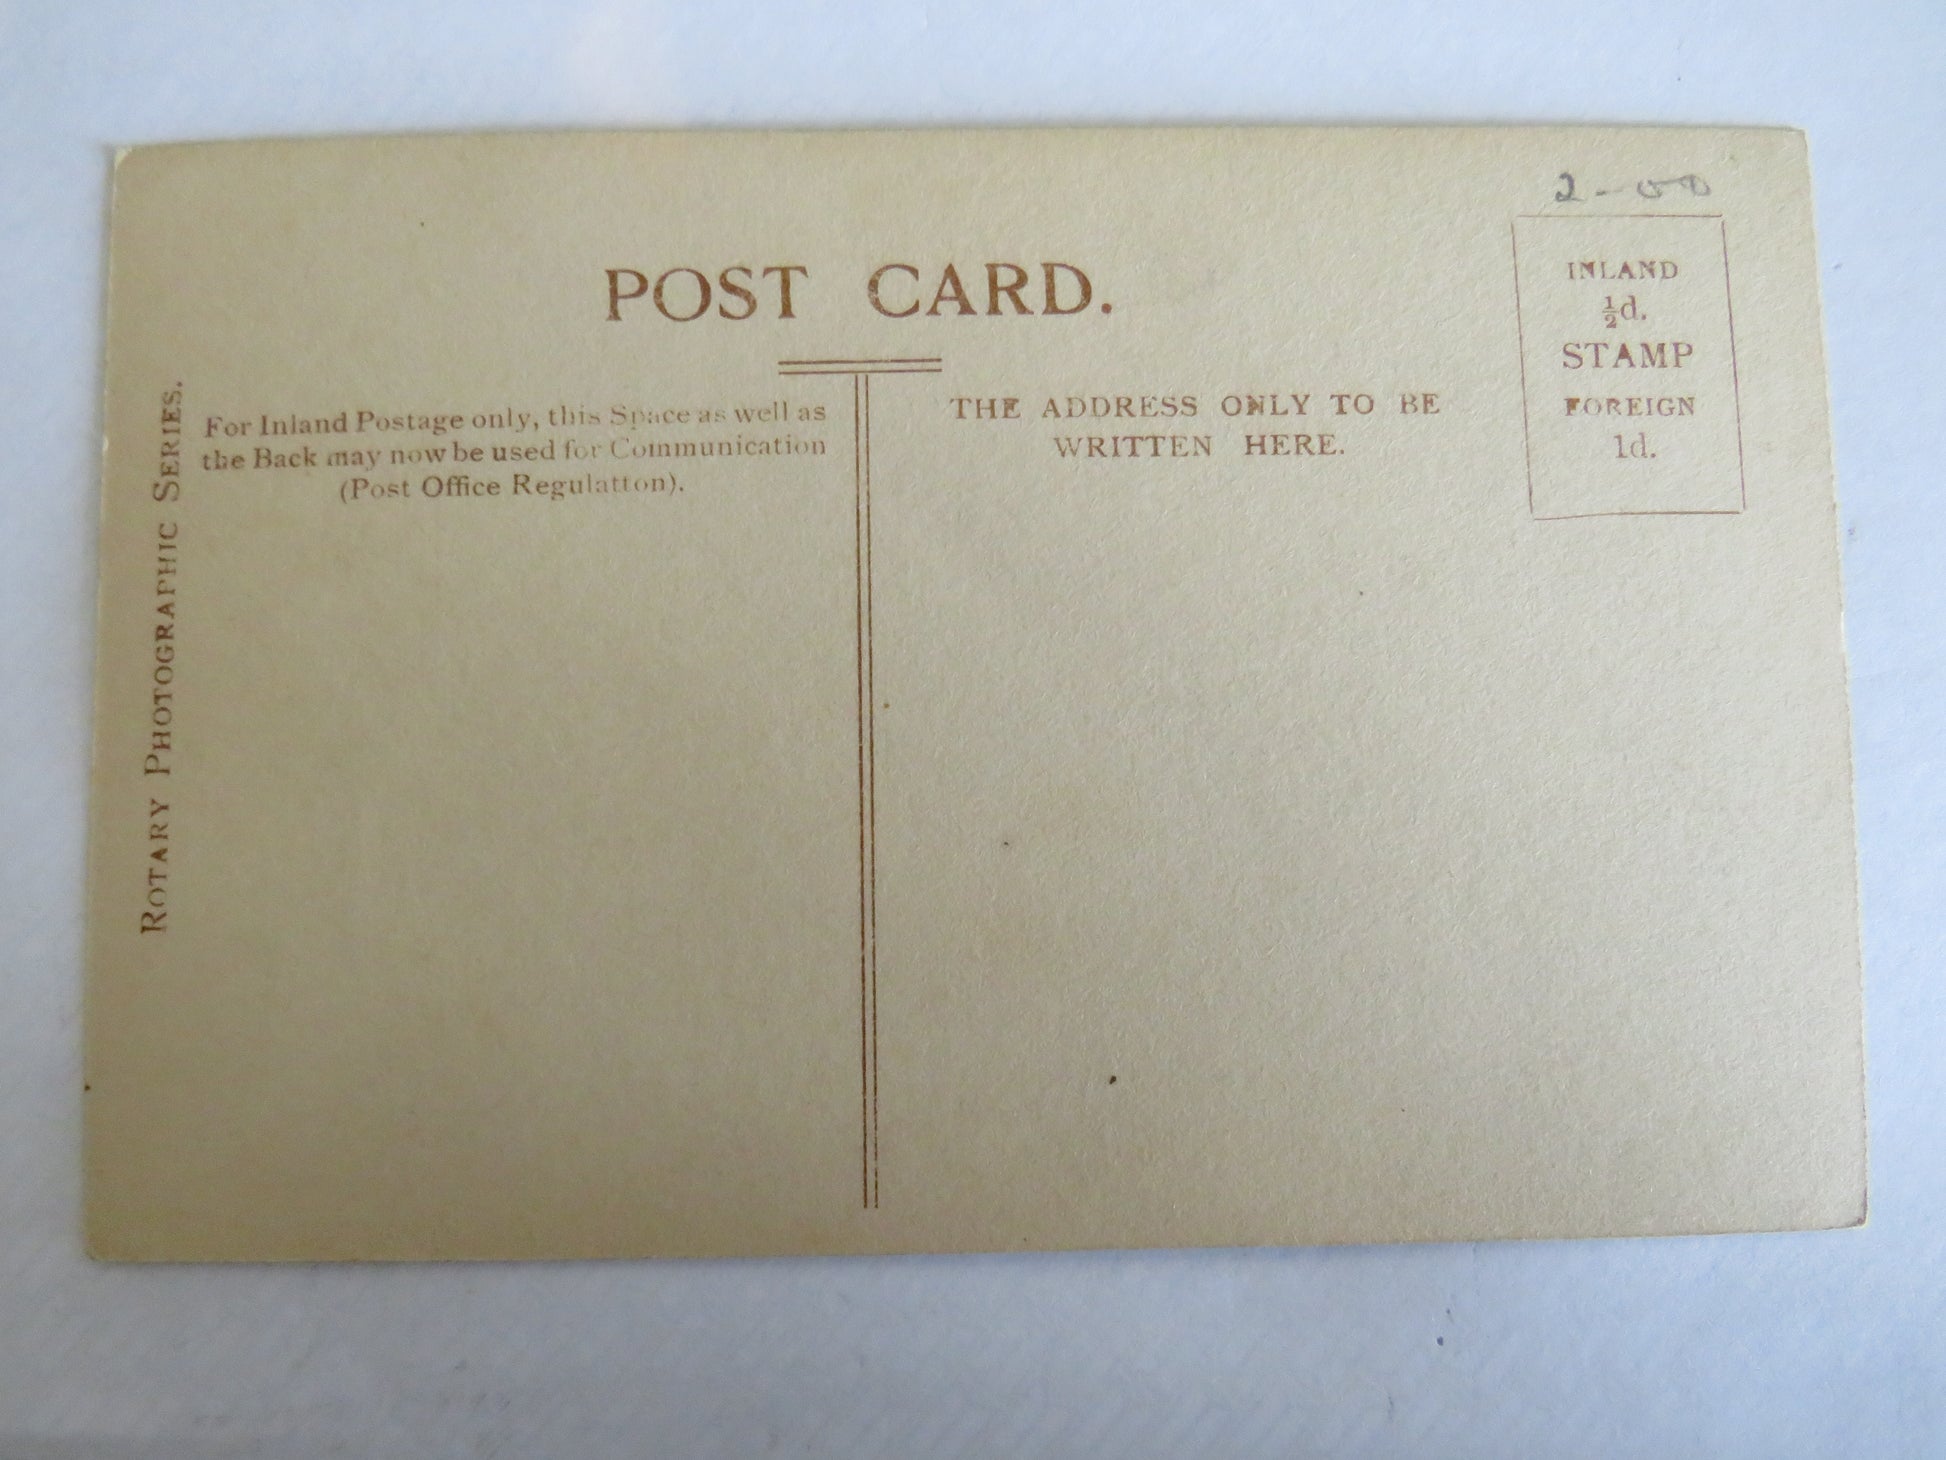 2-00
POST CARD.
INLAND
½d.
STAMP
FOREIGN
1d.
For Inland Postage only, this Space as well as
the Back may now be used for Communication
(Post Office Regulatton).
THE ADDRESS ONLY TO BE
WRITTEN HERE.
ROTARY PHOTOGRAPHIC SERIES.